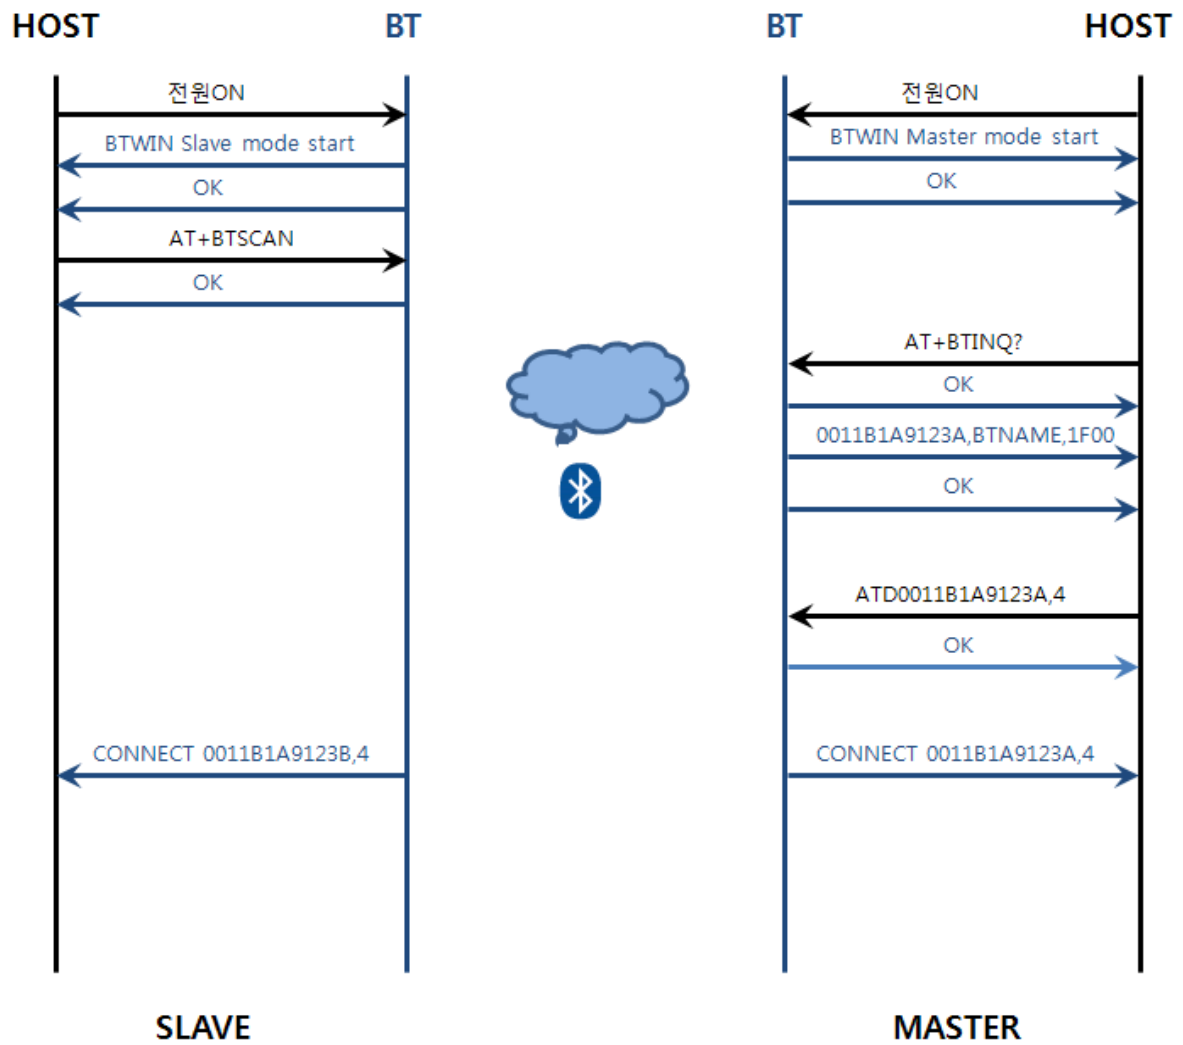 HOST
BT
BT
HOST
전원ON
BTWIN Slave mode start
OK
AT+BTSCAN
OK
CONNECT 0011B1A9123B,4
전원ON
BTWIN Master mode start
OK
AT+BTINQ?
OK
0011B1A9123A,BTNAME,1F00
OK
ATD0011B1A9123A,4
OK
CONNECT 0011B1A9123A,4
SLAVE
MASTER